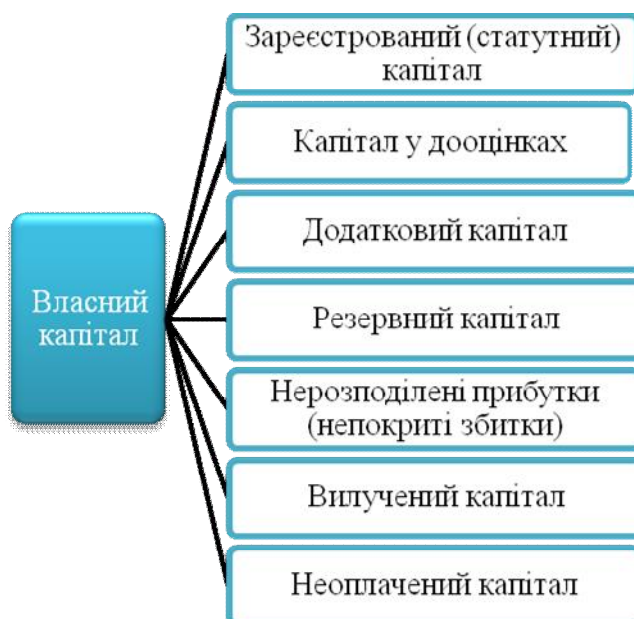 Власний
капітал
Зареєстрований (статутний)
капітал
Капітал у дооцінках
Додатковий капітал
Резервний капітал
Нерозподілені прибутки
(непокриті збитки)
Вилучений капітал
Неоплачений капітал